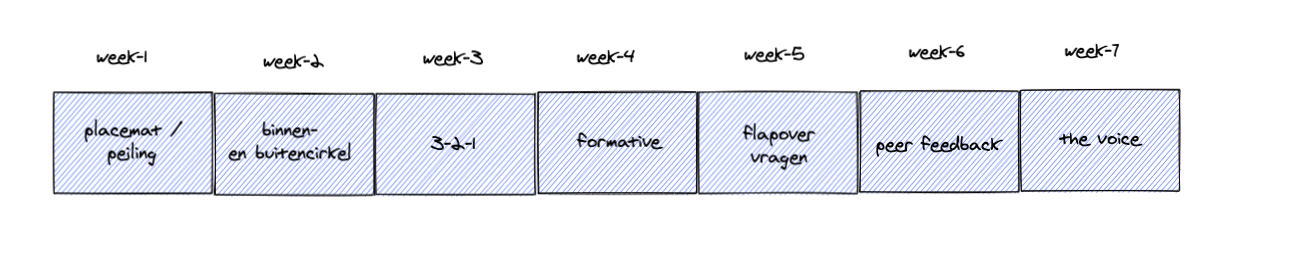 week-1
week-2
week-3
week-4
week-5
week-6
week-7
placemat /
peiling
binnen-
en buitencirkel
3-2-1
formative
flapover
vragen
peer feedback
the voice